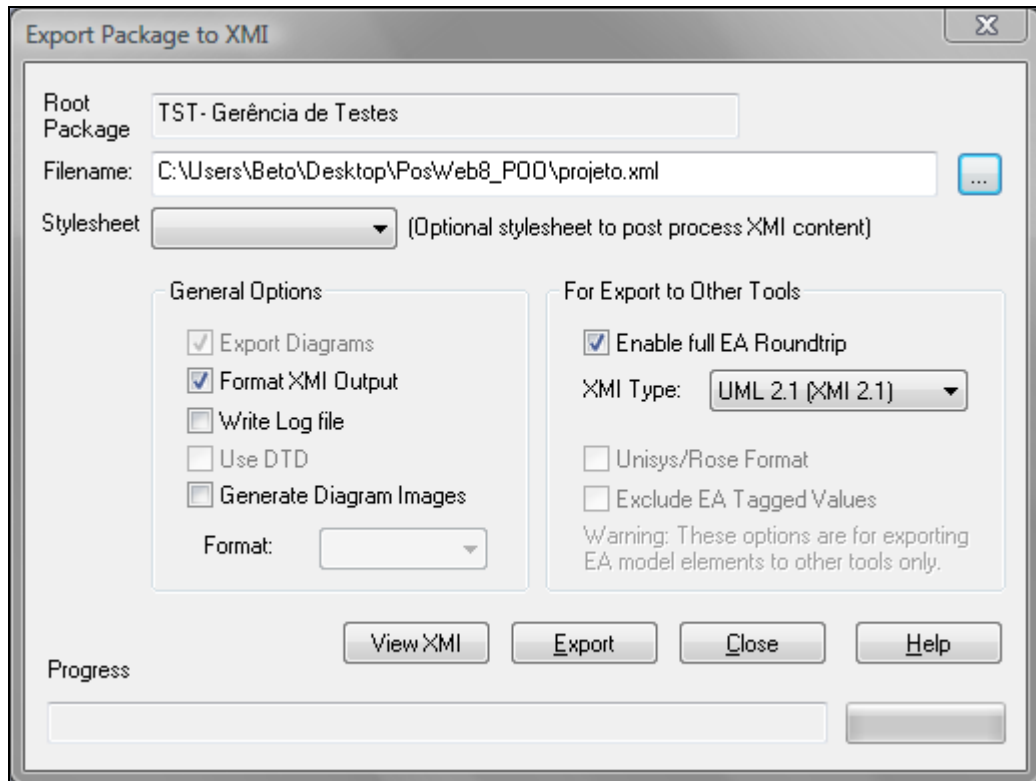 Export Package to XMI
Root Package
TST- Gerência de Testes
Filename:
C:\Users\Beto\Desktop\PosWeb8_POO\projeto.xml
...
Stylesheet
(Optional stylesheet to post process XMI content)
General Options
Export Diagrams
Format XMI Output
Write Log file
Use DTD
Generate Diagram Images
Format:
For Export to Other Tools
Enable full EA Roundtrip
XMI Type:
UML 2.1 (XMI 2.1)
Unisys/Rose Format
Exclude EA Tagged Values
Warning: These options are for exporting
EA model elements to other tools only.
View XMI
Export
Close
Help
Progress